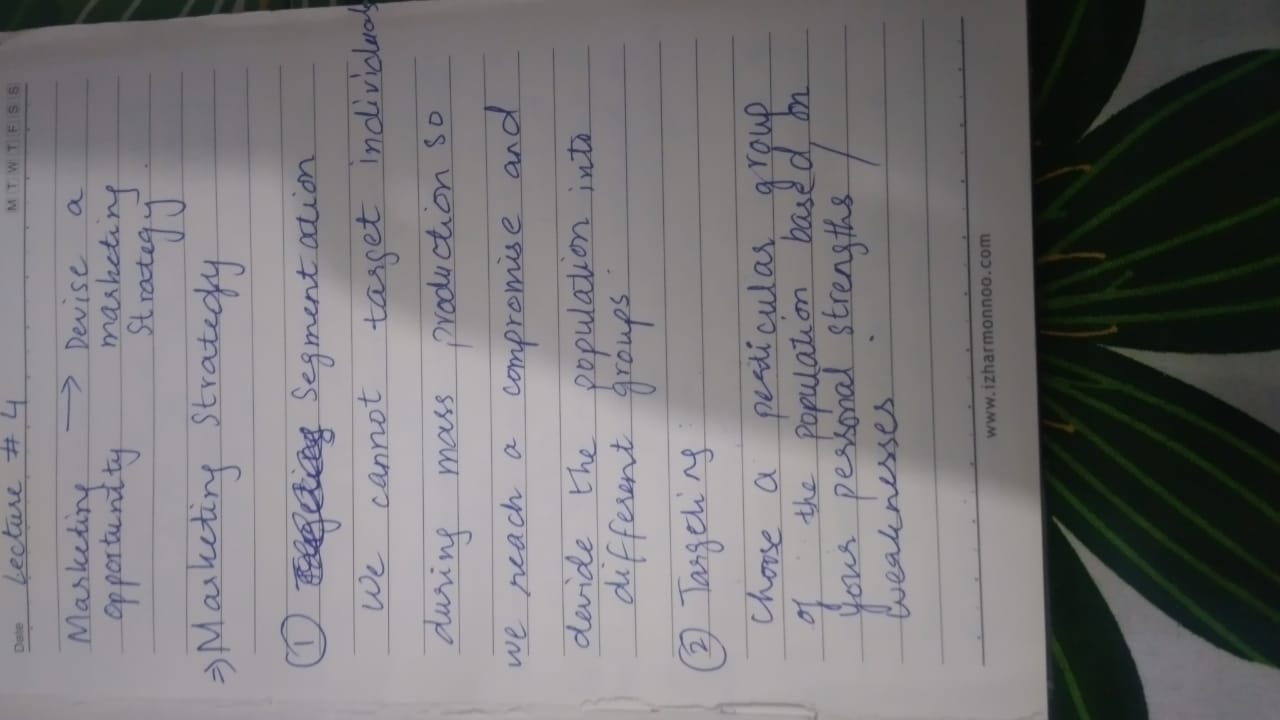 Date Lecture # 4 M T W T F S S
Marketing → Devise a
opportunity marketing
Strategy.
⇒ Marketing Strategy
① Segmentation
We cannot target individuals
during mass production so
we reach a compromise and
devide the population into
different groups.
② Targeting:
Choose a perticular group
of the population based on
your personal strengths /
weaknesses.
www.izharmonnoo.com